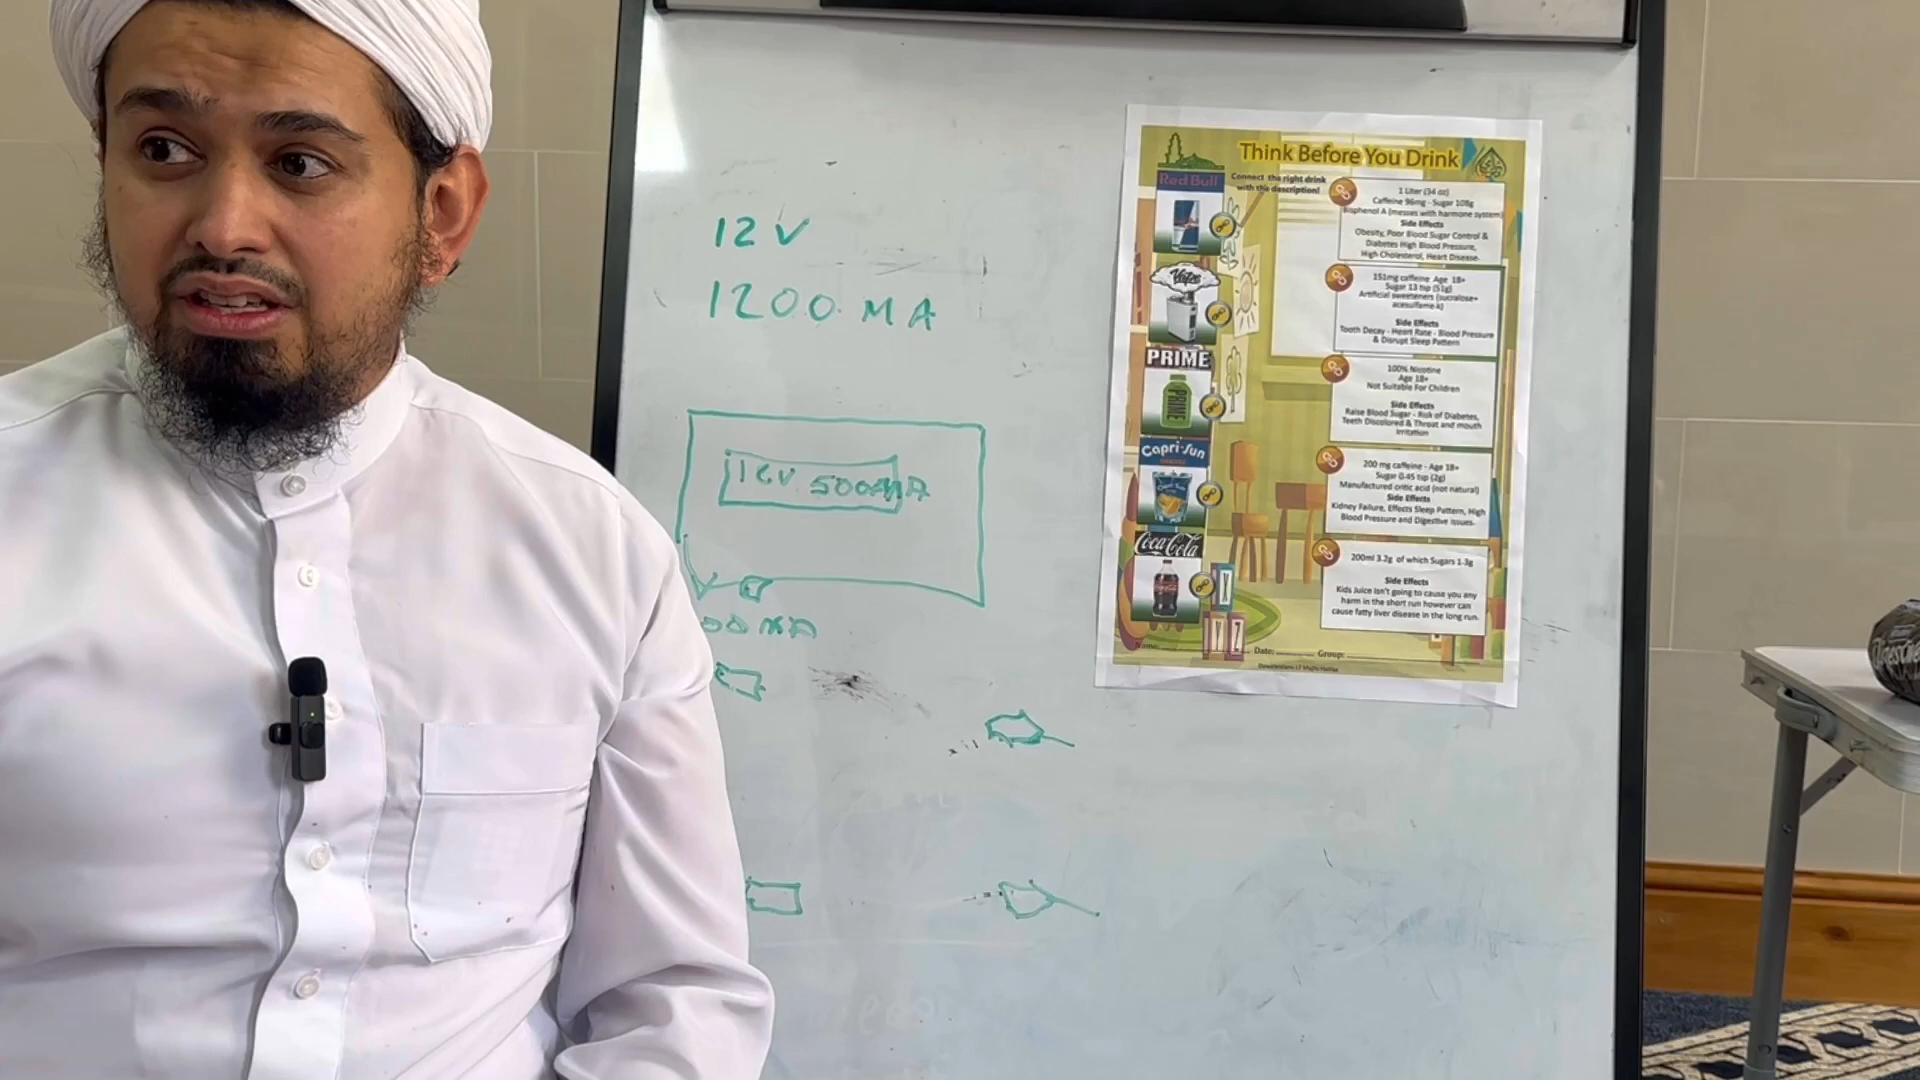 12V
1200 MA
12V 500MA
00MA
Think Before You Drink
Connect the right drink
with the description!
Red Bull
Vape
PRIME
PRIME
Capri-Sun
Coca-Cola
1 Liter (34 oz)
Caffeine 96mg - Sugar 108g
Bisphenol A (messes with harmone system)
Side Effects
Obesity, Poor Blood Sugar Control &
Diabetes High Blood Pressure,
High Cholesterol, Heart Disease.
151mg caffeine Age 18+
Sugar 13 tsp (51g)
Artificial sweeteners (sucralose+
acesulfame-k)
Side Effects
Tooth Decay - Heart Rate - Blood Pressure
& Disrupt Sleep Pattern
100% Nicotine
Age 18+
Not Suitable For Children
Side Effects
Raise Blood Sugar - Risk of Diabetes,
Teeth Discolored & Throat and mouth
irritation
200 mg caffeine - Age 18+
Sugar 0.45 tsp (2g)
Manufactured critic acid (not natural)
Side Effects
Kidney Failure, Effects Sleep Pattern, High
Blood Pressure and Digestive issues.
200ml 3.2g of which Sugars 1.3g
Side Effects
Kids Juice isn't going to cause you any
harm in the short run however can
cause fatty liver disease in the long run.
Name: Date: Group: